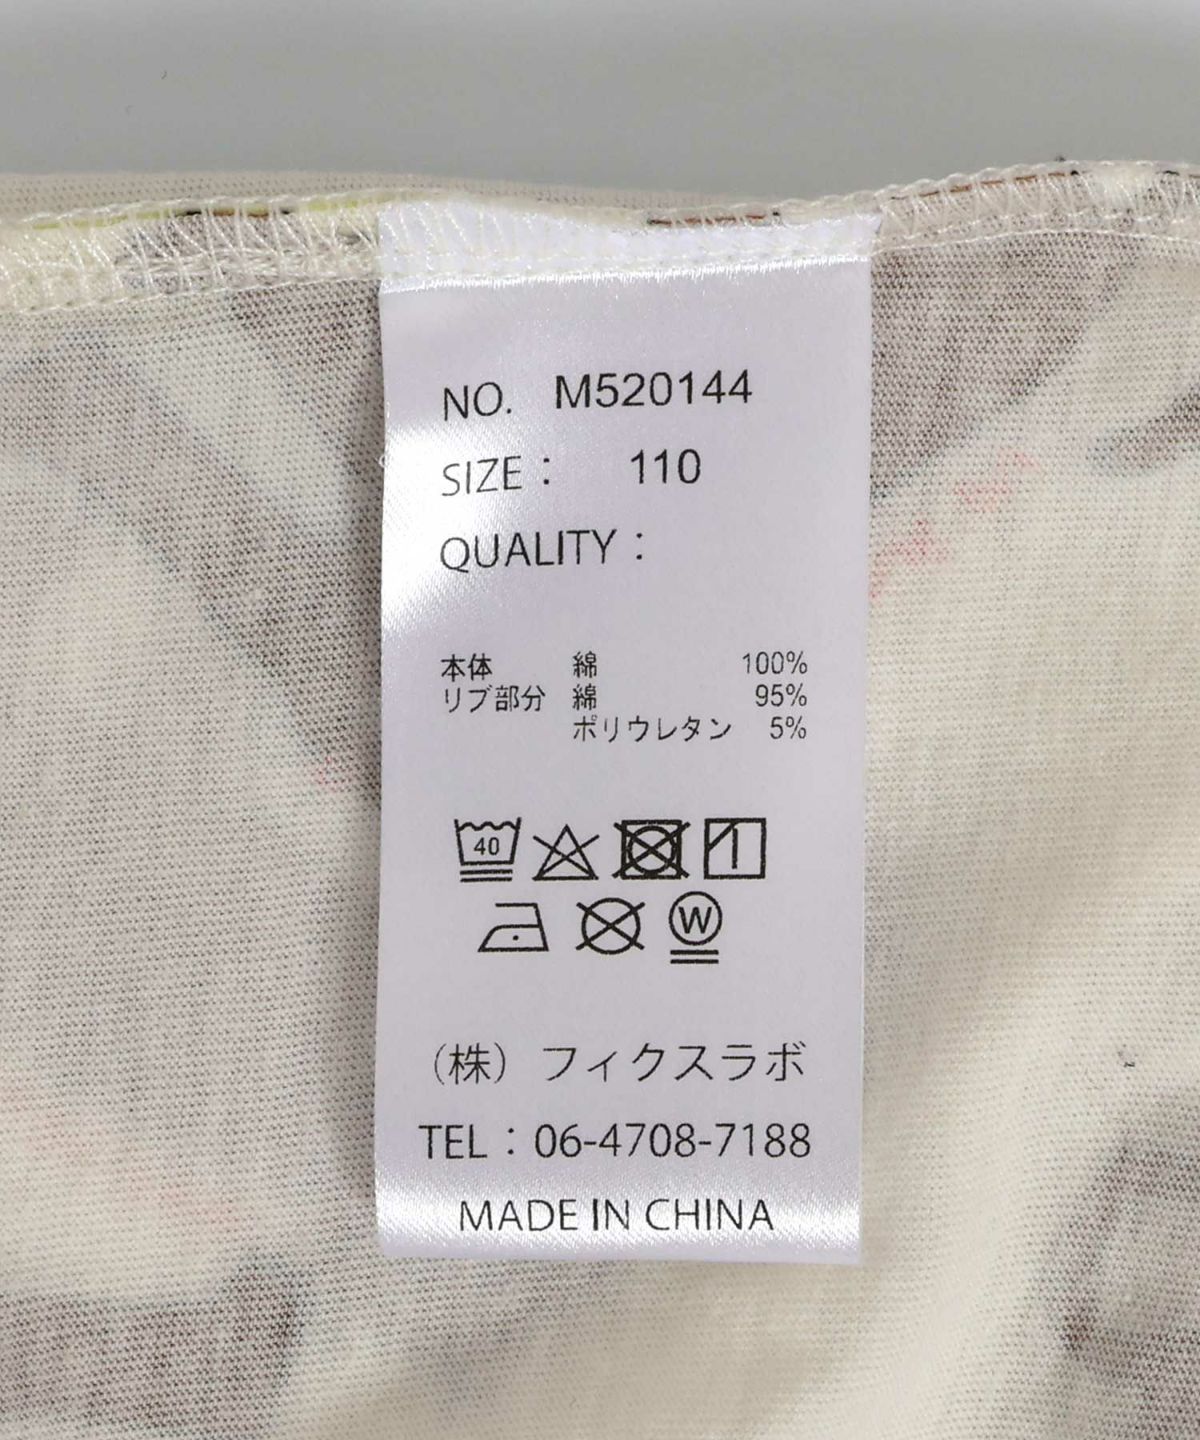 NO. M520144
SIZE： 110
QUALITY：
本体 綿 100%
リブ部分 綿 95%
ポリウレタン 5%
40
W
（株）フィクスラボ
TEL：06-4708-7188
MADE IN CHINA